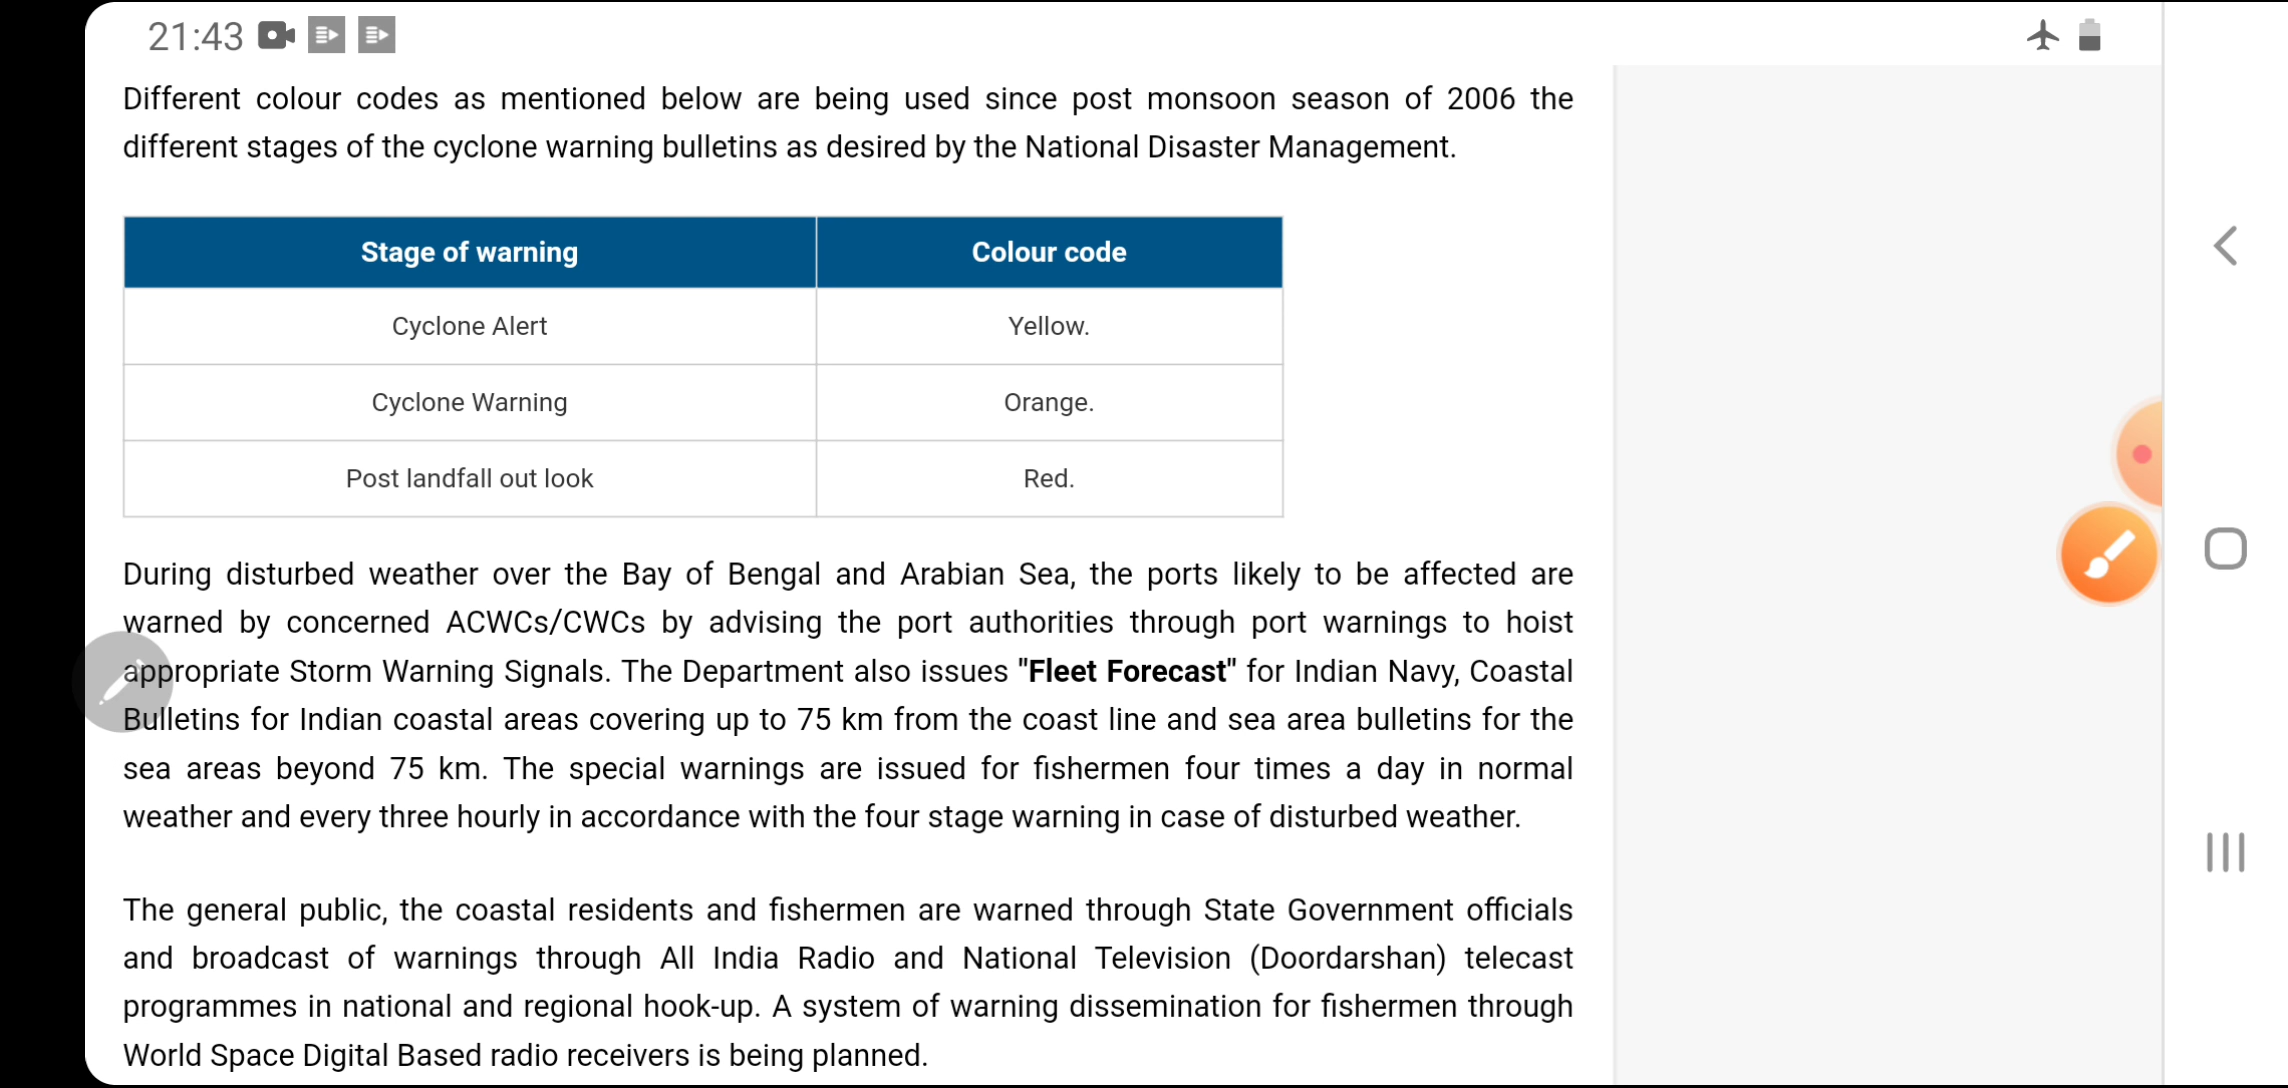 21:43
Different colour codes as mentioned below are being used since post monsoon season of 2006 the
different stages of the cyclone warning bulletins as desired by the National Disaster Management.
Stage of warning Colour code
Cyclone Alert Yellow.
Cyclone Warning Orange.
Post landfall out look Red.
During disturbed weather over the Bay of Bengal and Arabian Sea, the ports likely to be affected are
warned by concerned ACWCs/CWCs by advising the port authorities through port warnings to hoist
appropriate Storm Warning Signals. The Department also issues "Fleet Forecast" for Indian Navy, Coastal
Bulletins for Indian coastal areas covering up to 75 km from the coast line and sea area bulletins for the
sea areas beyond 75 km. The special warnings are issued for fishermen four times a day in normal
weather and every three hourly in accordance with the four stage warning in case of disturbed weather.
The general public, the coastal residents and fishermen are warned through State Government officials
and broadcast of warnings through All India Radio and National Television (Doordarshan) telecast
programmes in national and regional hook-up. A system of warning dissemination for fishermen through
World Space Digital Based radio receivers is being planned.